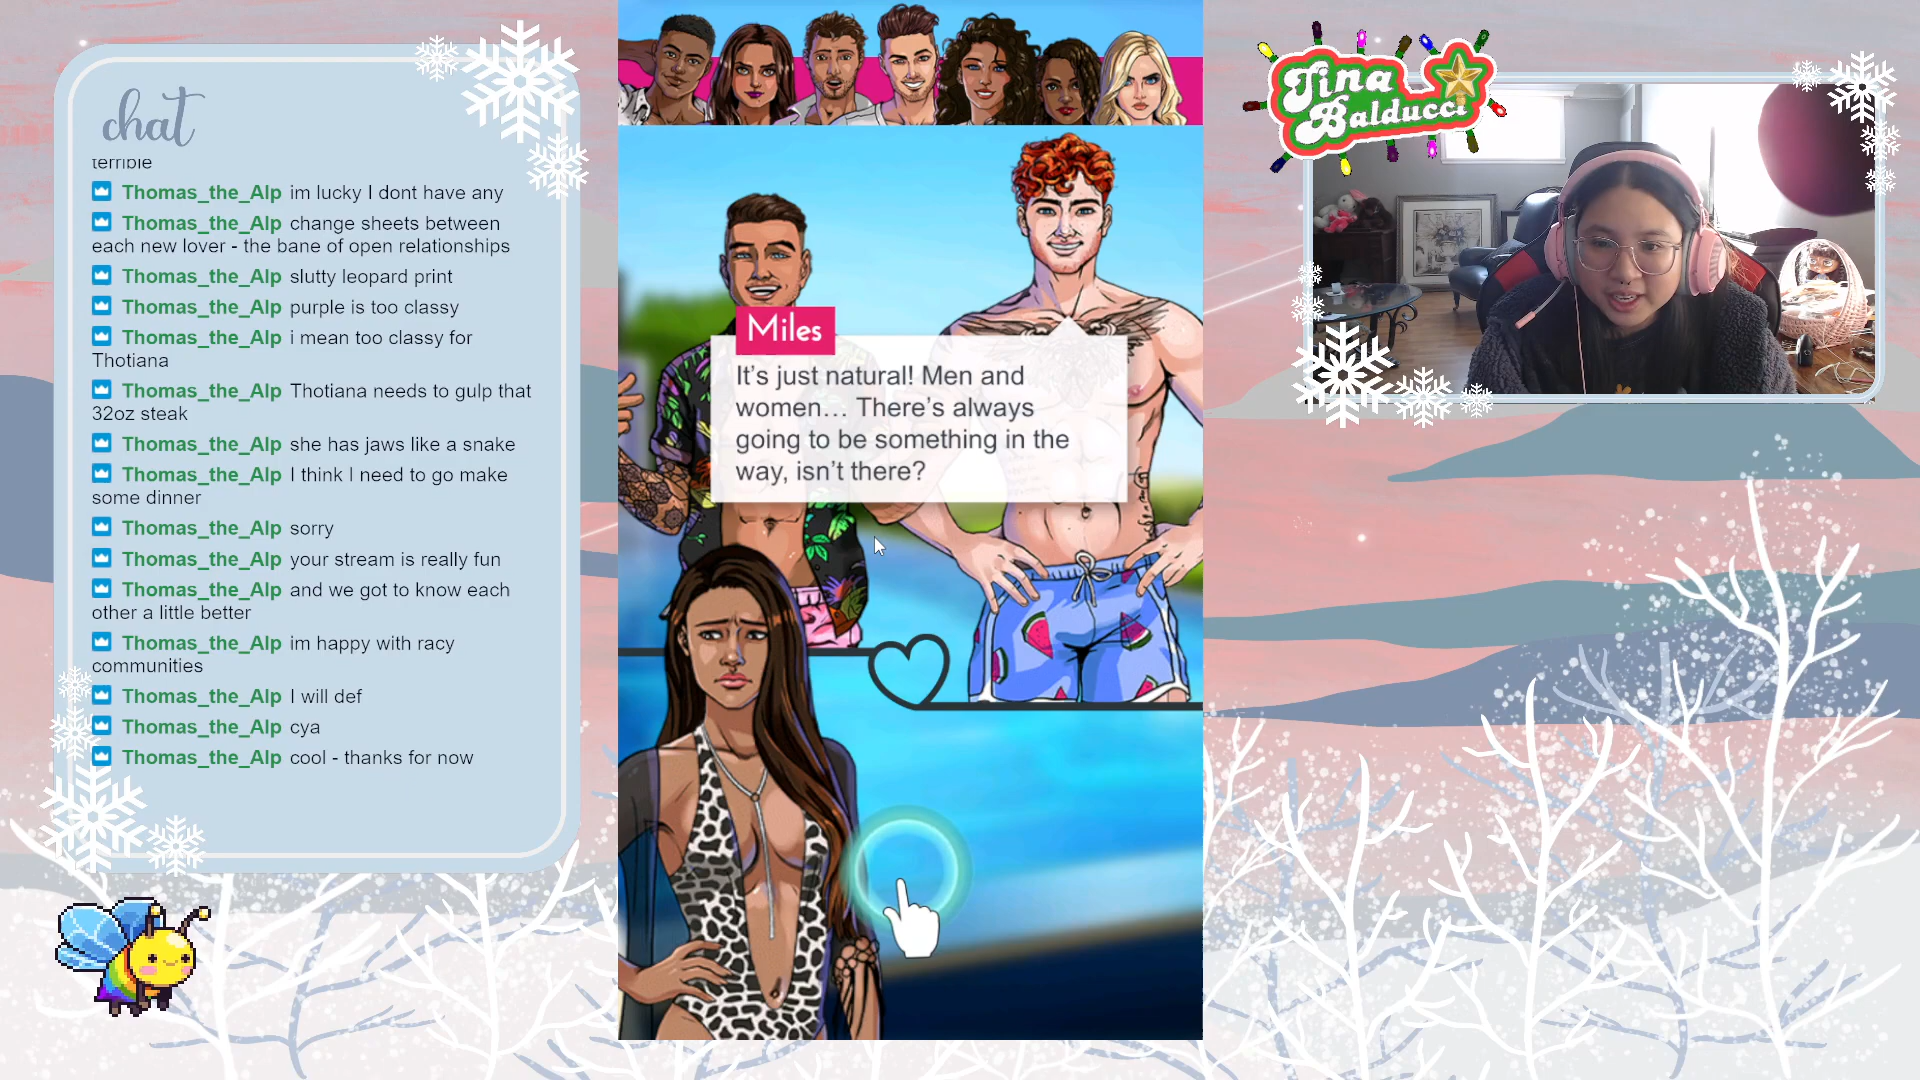 chat
terrible
Thomas_the_Alp im lucky I dont have any
Thomas_the_Alp change sheets between
each new lover - the bane of open relationships
Thomas_the_Alp slutty leopard print
Thomas_the_Alp purple is too classy
Thomas_the_Alp i mean too classy for
Thotiana
Thomas_the_Alp Thotiana needs to gulp that
32oz steak
Thomas_the_Alp she has jaws like a snake
Thomas_the_Alp I think I need to go make
some dinner
Thomas_the_Alp sorry
Thomas_the_Alp your stream is really fun
Thomas_the_Alp and we got to know each
other a little better
Thomas_the_Alp im happy with racy
communities
Thomas_the_Alp I will def
Thomas_the_Alp cya
Thomas_the_Alp cool - thanks for now
Miles
It’s just natural! Men and
women… There’s always
going to be something in the
way, isn’t there?
Tina
Balducci